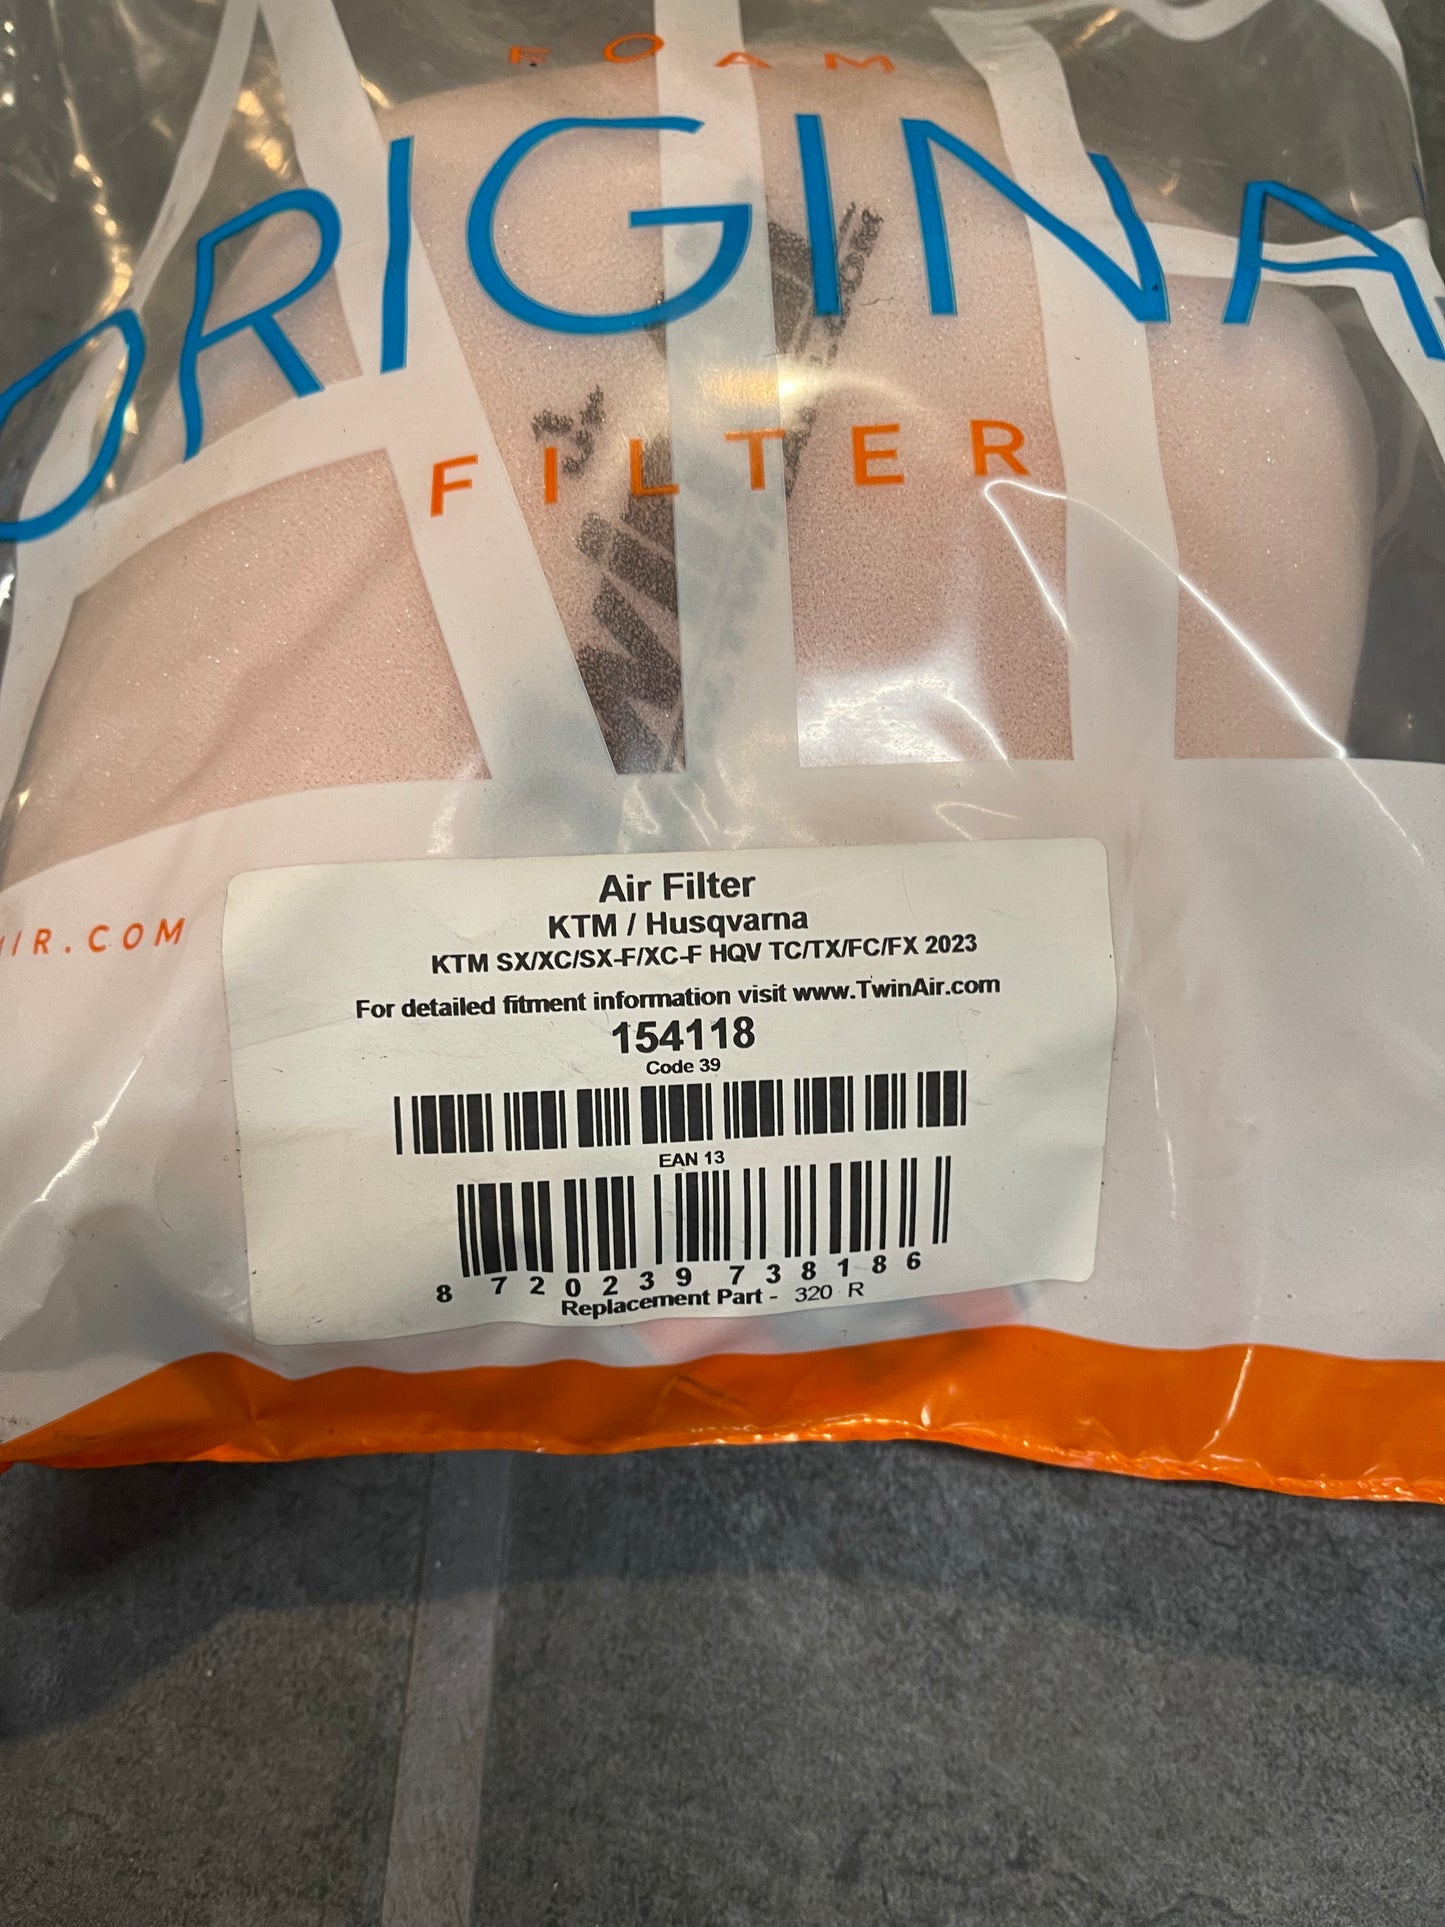 FOAM
ORIGINA
FILTER
IR.COM
Air Filter
KTM / Husqvarna
KTM SX/XC/SX-F/XC-F HQV TC/TX/FC/FX 2023
For detailed fitment information visit www.TwinAir.com
154118
Code 39
EAN 13
8 720239 738186
Replacement Part - 320 R